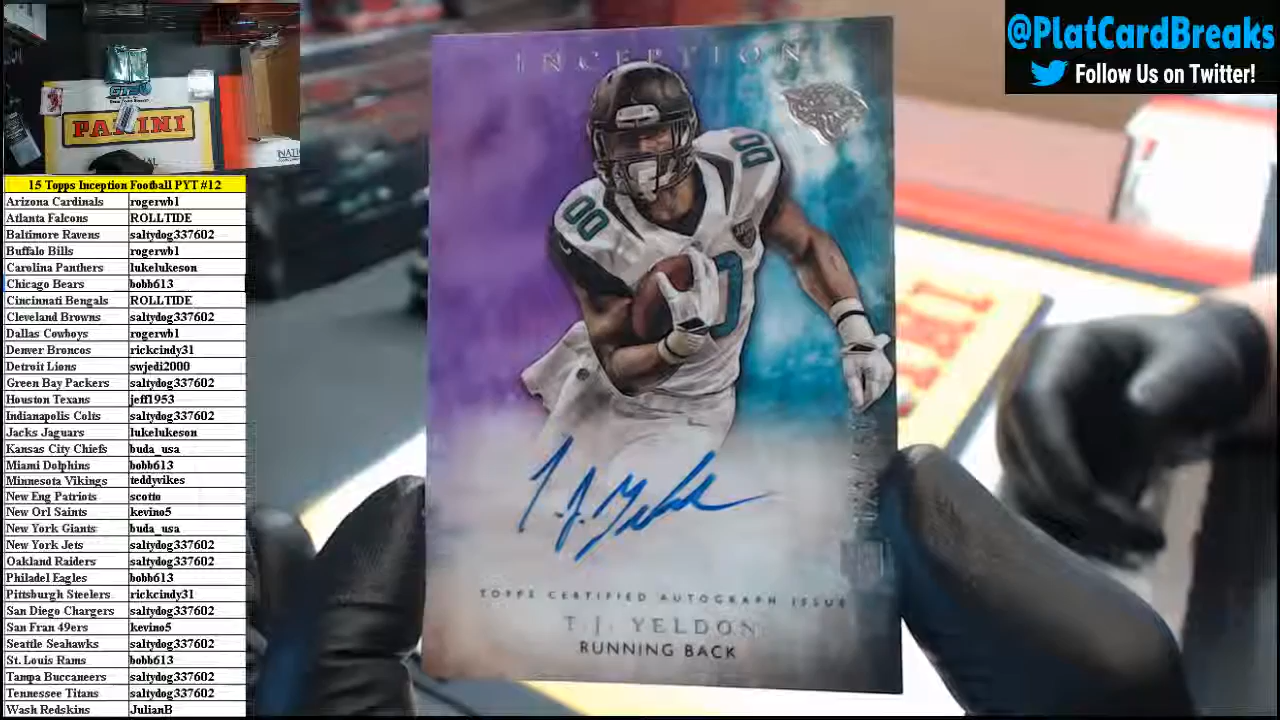 @PlatCardBreaks
Follow Us on Twitter!
PANINI
15 Topps Inception Football PYT #12
Arizona Cardinals rogerwb1
Atlanta Falcons ROLLTIDE
Baltimore Ravens saltydog337602
Buffalo Bills rogerwb1
Carolina Panthers lukelukeson
Chicago Bears bobb613
Cincinnati Bengals ROLLTIDE
Cleveland Browns saltydog337602
Dallas Cowboys rogerwb1
Denver Broncos rickcindy31
Detroit Lions swjedi2000
Green Bay Packers saltydog337602
Houston Texans jeff1953
Indianapolis Colts saltydog337602
Jacks Jaguars lukelukeson
Kansas City Chiefs buda_usa
Miami Dolphins bobb613
Minnesota Vikings teddyvikes
New Eng Patriots scotto
New Orl Saints kevino5
New York Giants buda_usa
New York Jets saltydog337602
Oakland Raiders saltydog337602
Philadel Eagles bobb613
Pittsburgh Steelers rickcindy31
San Diego Chargers saltydog337602
San Fran 49ers kevino5
Seattle Seahawks saltydog337602
St. Louis Rams bobb613
Tampa Buccaneers saltydog337602
Tennessee Titans saltydog337602
Wash Redskins JulianB
INCEPTION
00
00
T.J. Yeldon
TOPPS CERTIFIED AUTOGRAPH ISSUE
T.J. YELDON
RUNNING BACK